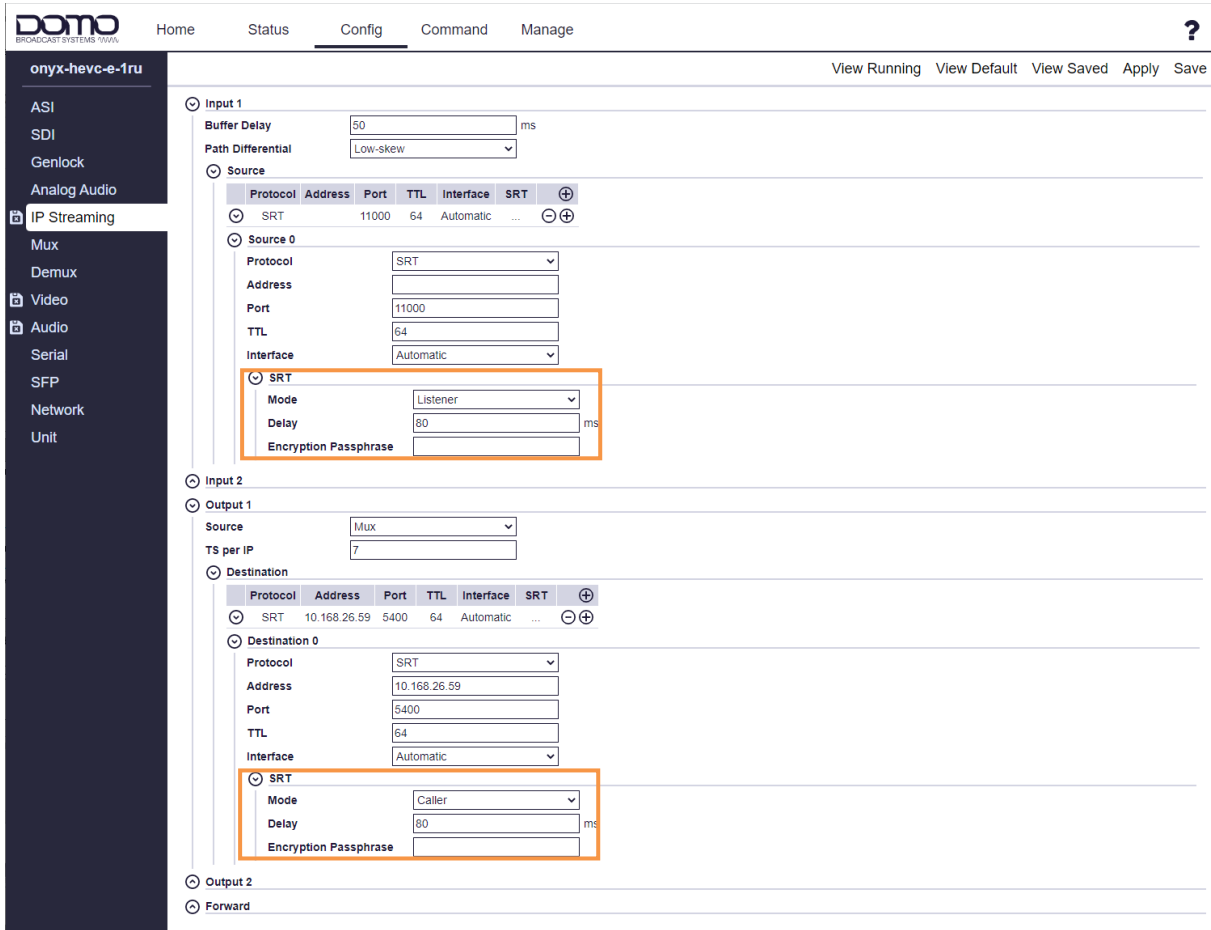 DOMO
BROADCAST SYSTEMS
Home Status Config Command Manage ?
onyx-hevc-e-1ru
View Running View Default View Saved Apply Save
ASI
SDI
Genlock
Analog Audio
IP Streaming
Mux
Demux
Video
Audio
Serial
SFP
Network
Unit
Input 1
Buffer Delay 50 ms
Path Differential Low-skew
Source
Protocol Address Port TTL Interface SRT
SRT 11000 64 Automatic ...
Source 0
Protocol SRT
Address
Port 11000
TTL 64
Interface Automatic
SRT
Mode Listener
Delay 80 ms
Encryption Passphrase
Input 2
Output 1
Source Mux
TS per IP 7
Destination
Protocol Address Port TTL Interface SRT
SRT 10.168.26.59 5400 64 Automatic ...
Destination 0
Protocol SRT
Address 10.168.26.59
Port 5400
TTL 64
Interface Automatic
SRT
Mode Caller
Delay 80 ms
Encryption Passphrase
Output 2
Forward